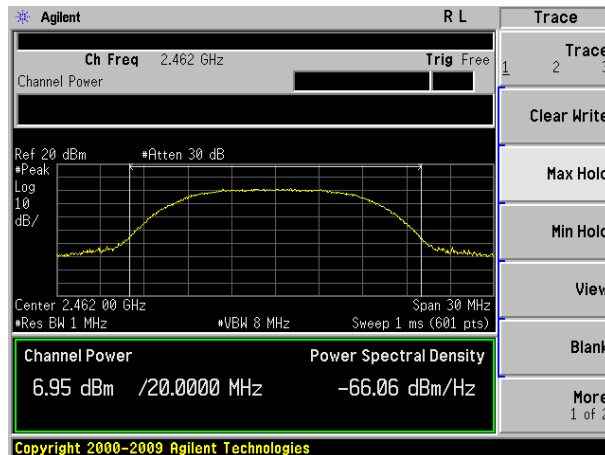 Agilent
R L
Trace
Ch Freq 2.462 GHz
Trig Free
Channel Power
Trace
1 2 3
Clear Write
Max Hold
Min Hold
View
Blank
More
1 of 2
Ref 20 dBm #Atten 30 dB
#Peak
Log
10
dB/
Center 2.462 00 GHz
Span 30 MHz
#Res BW 1 MHz
#VBW 8 MHz
Sweep 1 ms (601 pts)
Channel Power
Power Spectral Density
6.95 dBm /20.0000 MHz
-66.06 dBm/Hz
Copyright 2000-2009 Agilent Technologies